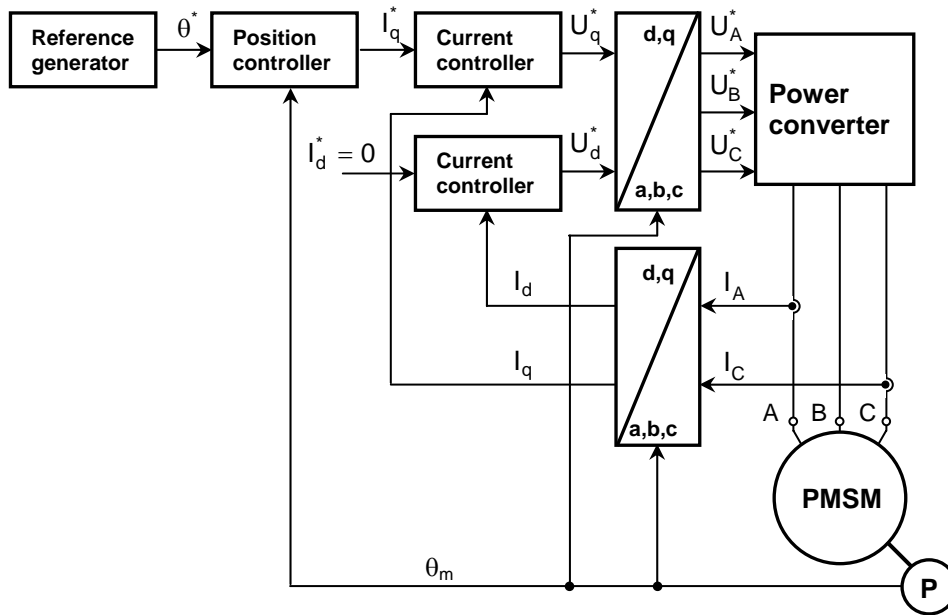 Reference
generator
θ*
Position
controller
I*q
Current
controller
U*q
d,q
a,b,c
U*A
U*B
U*C
Power
converter
I*d = 0
Current
controller
U*d
Id
Iq
d,q
a,b,c
IA
IC
A
B
C
PMSM
θm
P